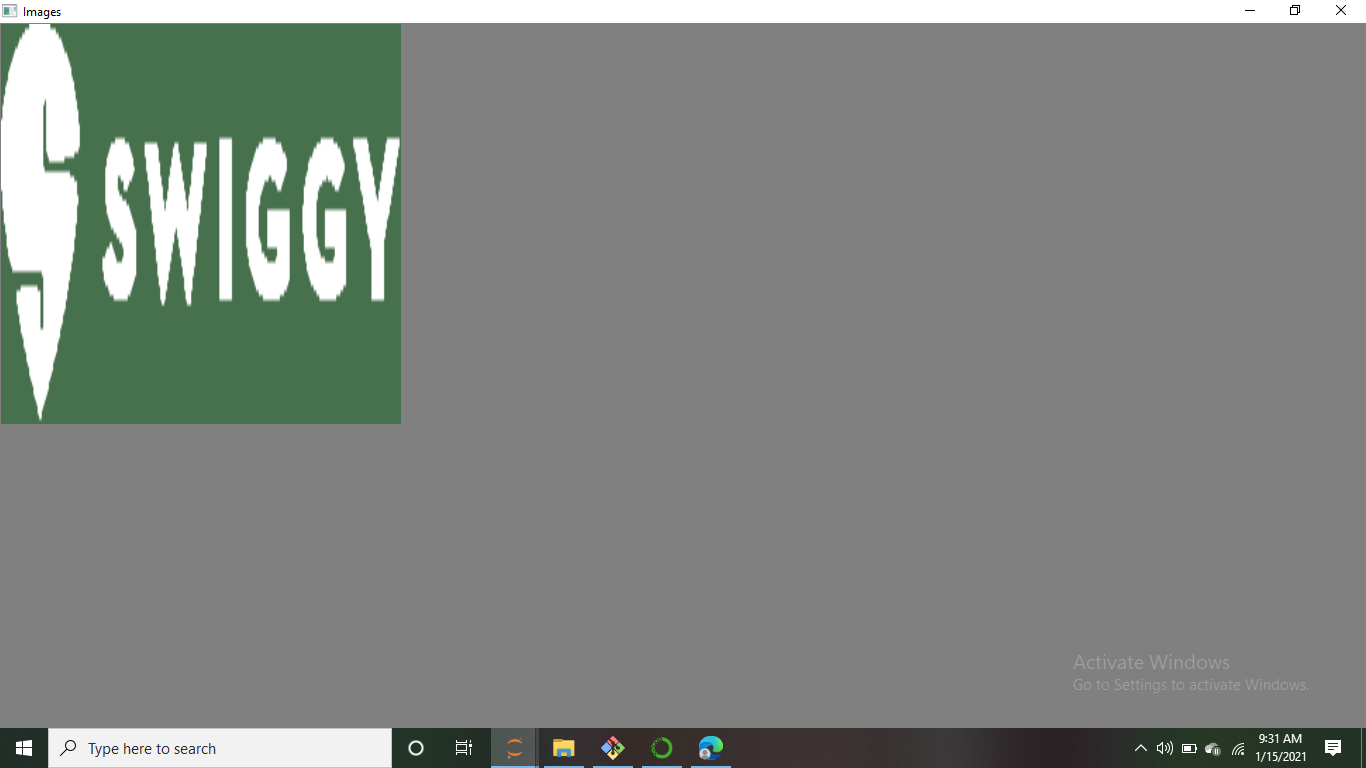 Images
SWIGGY
Activate Windows
Go to Settings to activate Windows.
Type here to search
9:31 AM
1/15/2021